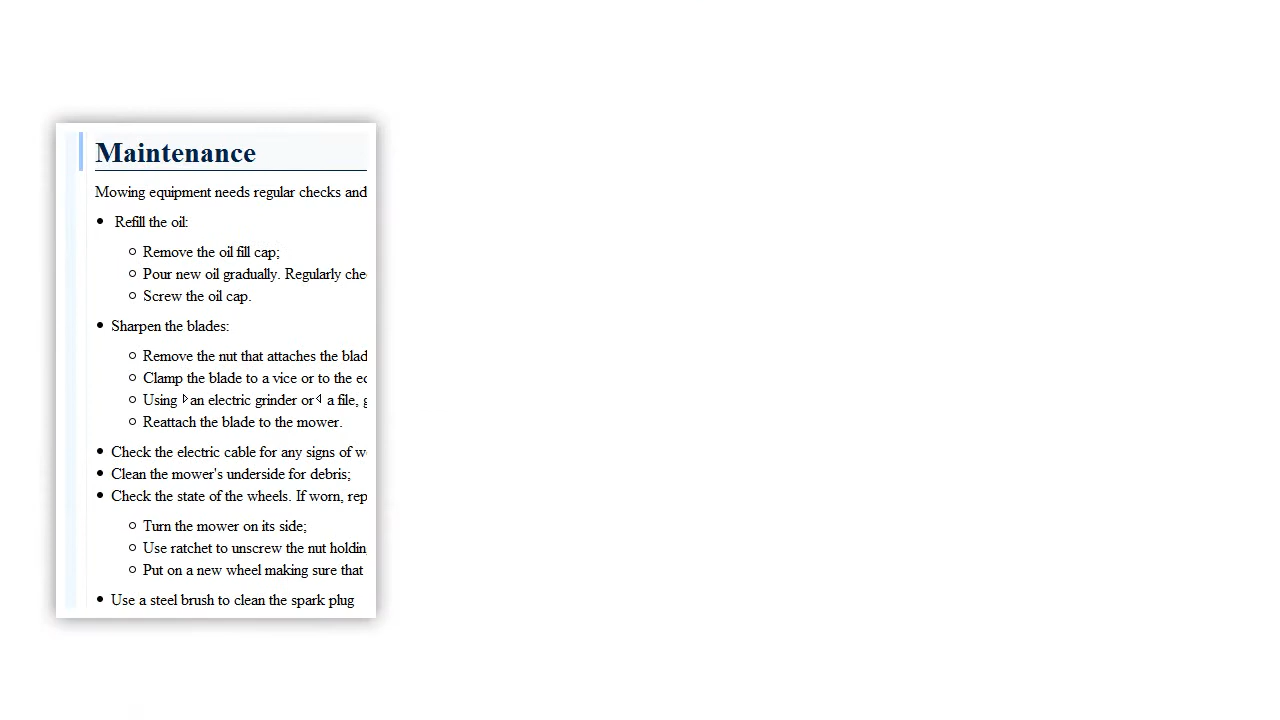 Maintenance
Mowing equipment needs regular checks and
Refill the oil:
Remove the oil fill cap;
Pour new oil gradually. Regularly
Screw the oil cap.
Sharpen the blades:
Remove the nut that attaches the
Clamp the blade to a vice or to the
Using an electric grinder or a file,
Reattach the blade to the mower.
Check the electric cable for any signs of
Clean the mower's underside for debris;
Check the state of the wheels. If worn,
Turn the mower on its side;
Use ratchet to unscrew the nut
Put on a new wheel making sure that
Use a steel brush to clean the spark plug